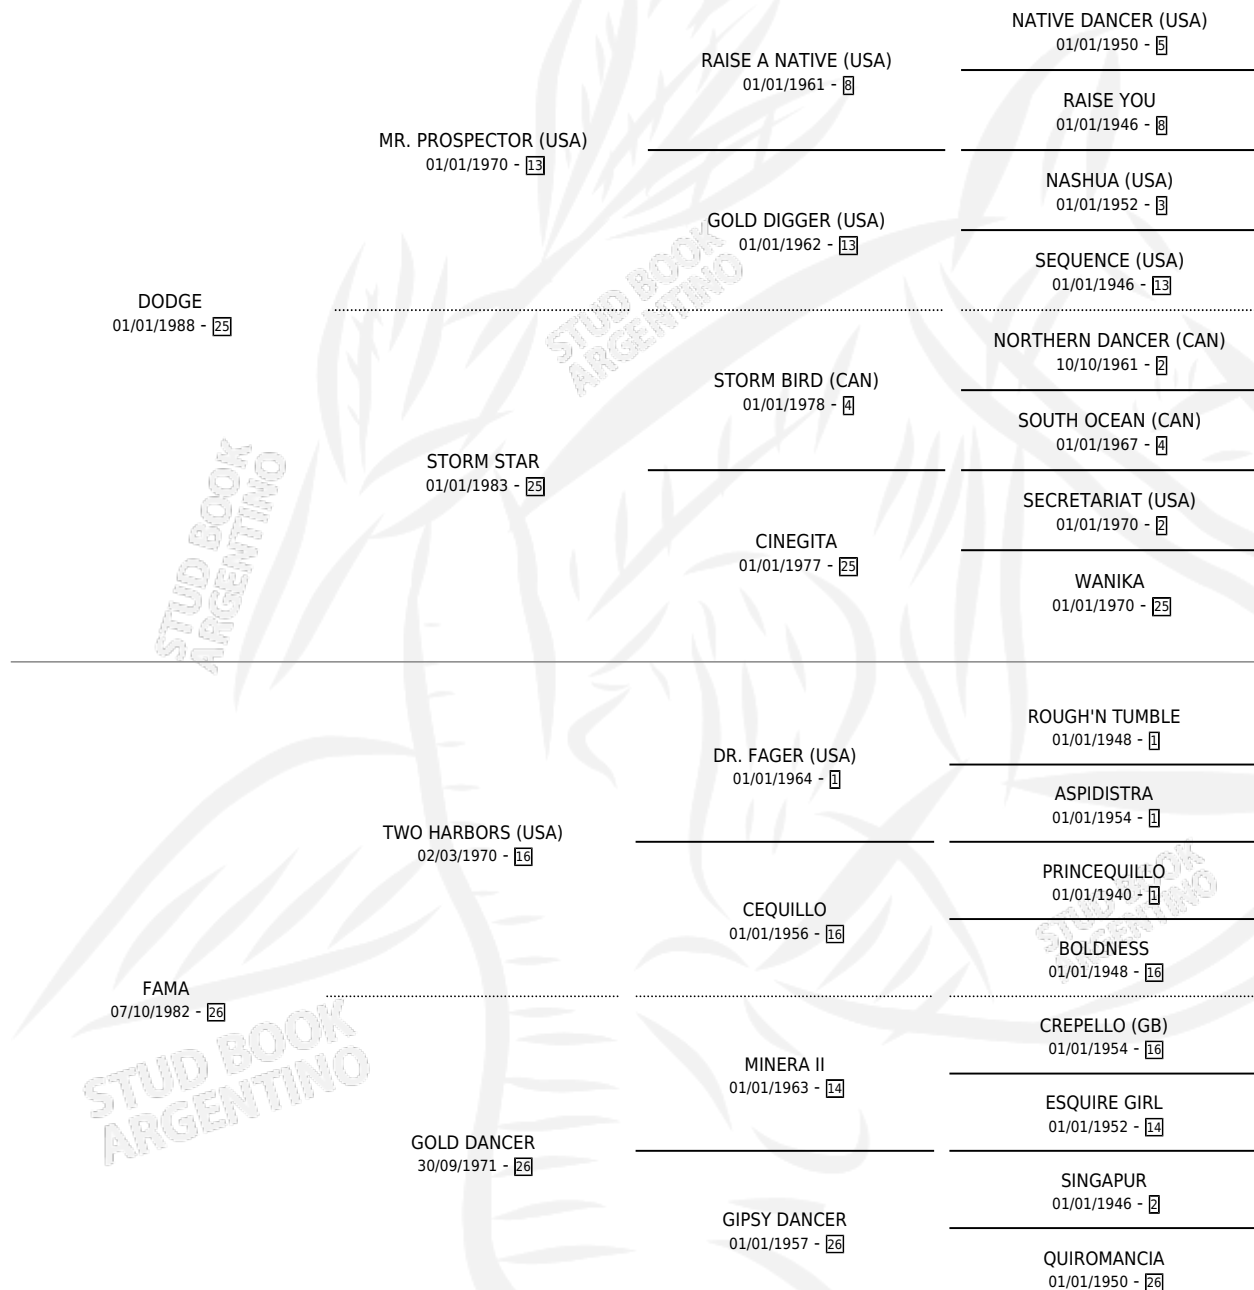 NATIVE DANCER (USA)
01/01/1950 - 5
RAISE A NATIVE (USA)
01/01/1961 - 8
RAISE YOU
01/01/1946 - 8
MR. PROSPECTOR (USA)
01/01/1970 - 13
NASHUA (USA)
01/01/1952 - 3
GOLD DIGGER (USA)
01/01/1962 - 13
SEQUENCE (USA)
01/01/1946 - 13
DODGE
01/01/1988 - 25
NORTHERN DANCER (CAN)
10/10/1961 - 2
STORM BIRD (CAN)
01/01/1978 - 4
SOUTH OCEAN (CAN)
01/01/1967 - 4
STORM STAR
01/01/1983 - 25
SECRETARIAT (USA)
01/01/1970 - 2
CINEGITA
01/01/1977 - 25
WANIKA
01/01/1970 - 25
ROUGH'N TUMBLE
01/01/1948 - 1
DR. FAGER (USA)
01/01/1964 - 1
ASPIDISTRA
01/01/1954 - 1
TWO HARBORS (USA)
02/03/1970 - 16
PRINCEQUILLO
01/01/1940 - 1
CEQUILLO
01/01/1956 - 16
BOLDNESS
01/01/1948 - 16
FAMA
07/10/1982 - 26
CREPELLO (GB)
01/01/1954 - 16
MINERA II
01/01/1963 - 14
ESQUIRE GIRL
01/01/1952 - 14
GOLD DANCER
30/09/1971 - 26
SINGAPUR
01/01/1946 - 2
GIPSY DANCER
01/01/1957 - 26
QUIROMANCIA
01/01/1950 - 26
STUD BOOK
ARGENTINO
STUD BOOK
ARGENTINO
STUD BOOK
ARGENTINO
STUD BOOK
ARGENTINO